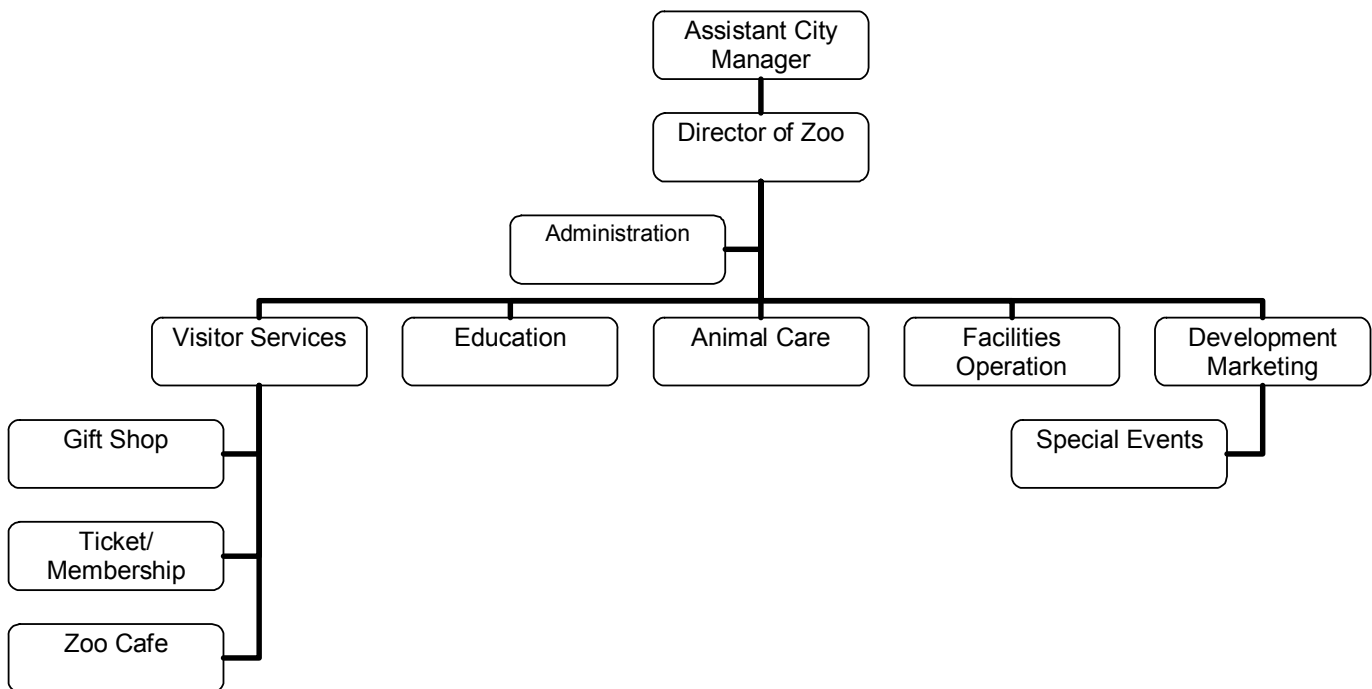 Assistant City
Manager
Director of Zoo
Administration
Visitor Services
Education
Animal Care
Facilities
Operation
Development
Marketing
Gift Shop
Special Events
Ticket/
Membership
Zoo Cafe